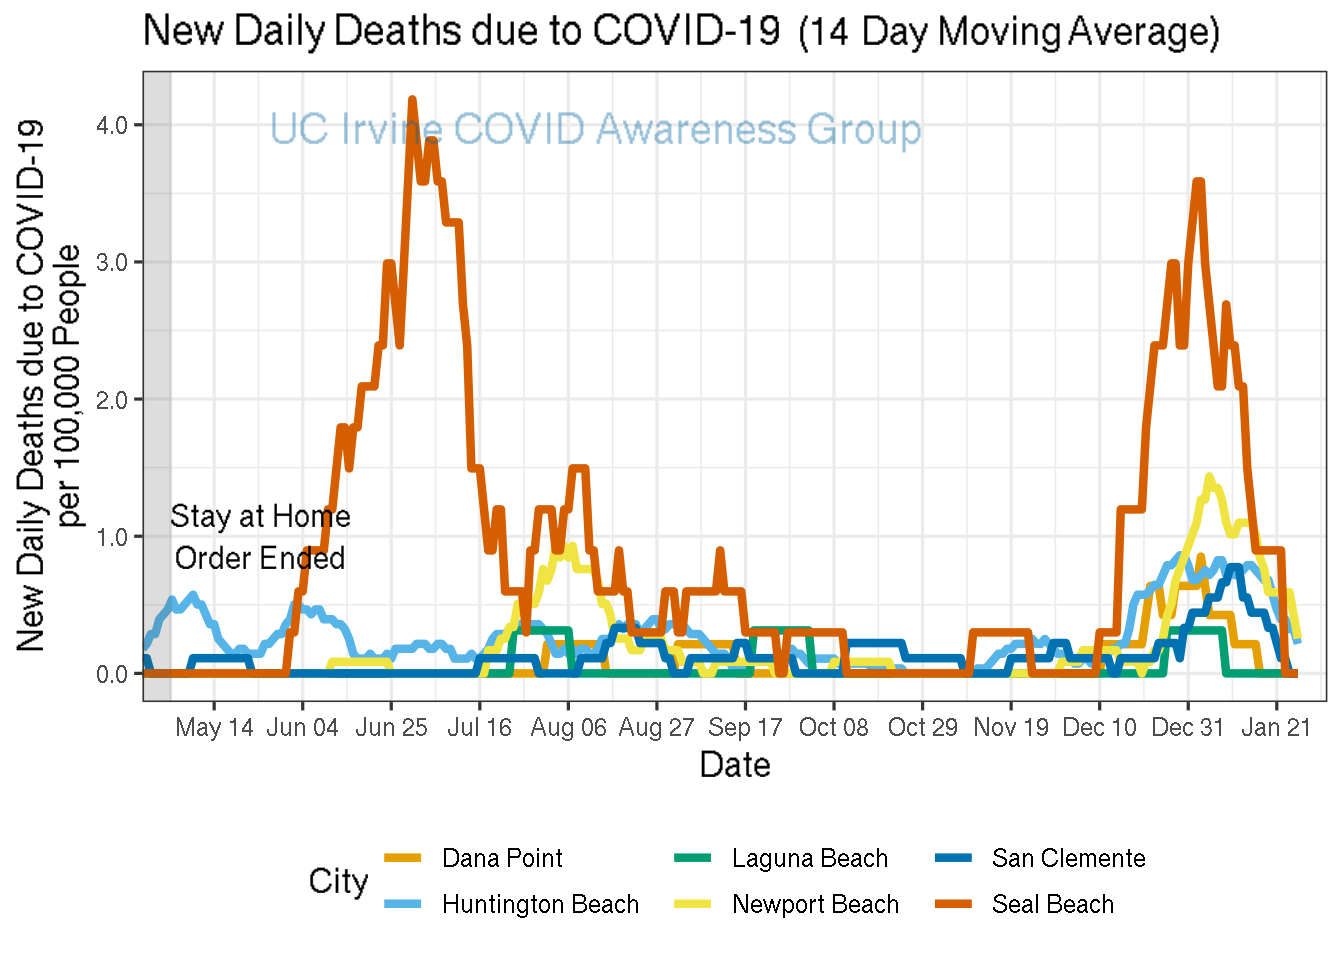 New Daily Deaths due to COVID-19 (14 Day Moving Average)
UC Irvine COVID Awareness Group
New Daily Deaths due to COVID-19
per 100,000 People
4.0
3.0
2.0
1.0
0.0
Stay at Home
Order Ended
May 14 Jun 04 Jun 25 Jul 16 Aug 06 Aug 27 Sep 17 Oct 08 Oct 29 Nov 19 Dec 10 Dec 31 Jan 21
Date
City
Dana Point Laguna Beach San Clemente
Huntington Beach Newport Beach Seal Beach